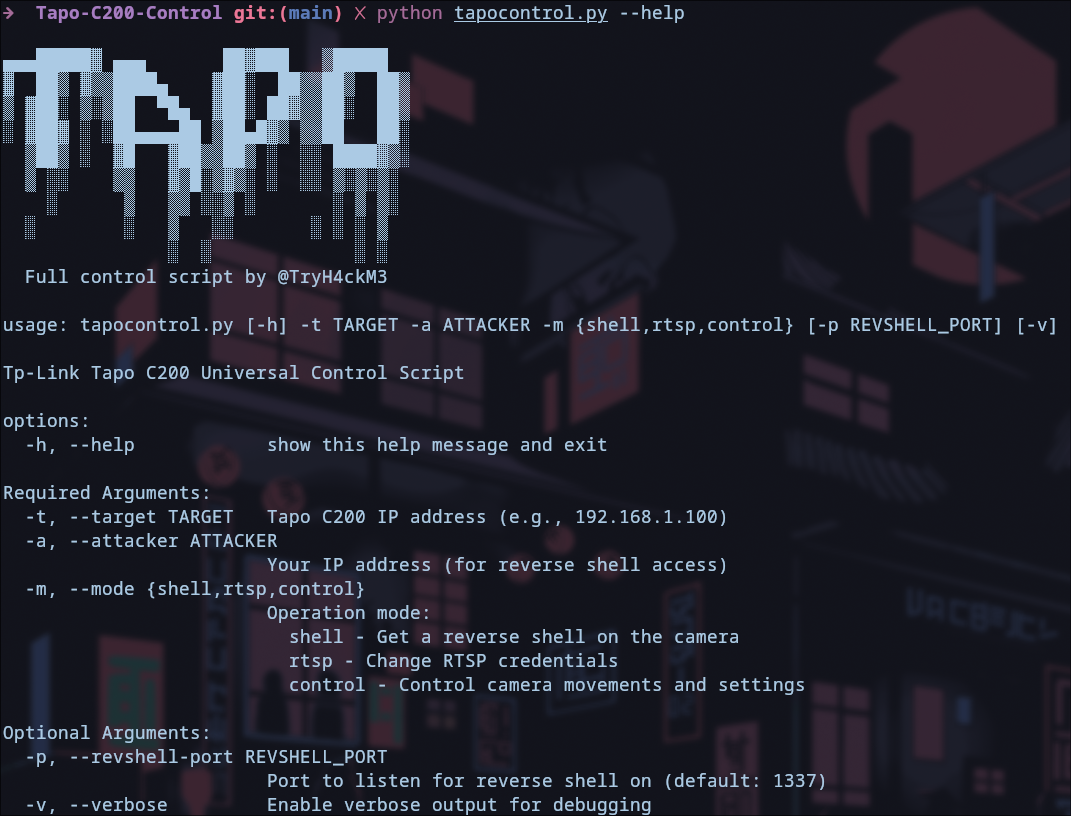 → Tapo-C200-Control git:(main) X python tapocontrol.py --help
TAPO
Full control script by @TryH4ckM3
usage: tapocontrol.py [-h] -t TARGET -a ATTACKER -m {shell,rtsp,control} [-p REVSHELL_PORT] [-v]
Tp-Link Tapo C200 Universal Control Script
options:
-h, --help show this help message and exit
Required Arguments:
-t, --target TARGET Tapo C200 IP address (e.g., 192.168.1.100)
-a, --attacker ATTACKER
Your IP address (for reverse shell access)
-m, --mode {shell,rtsp,control}
Operation mode:
shell - Get a reverse shell on the camera
rtsp - Change RTSP credentials
control - Control camera movements and settings
Optional Arguments:
-p, --revshell-port REVSHELL_PORT
Port to listen for reverse shell on (default: 1337)
-v, --verbose Enable verbose output for debugging